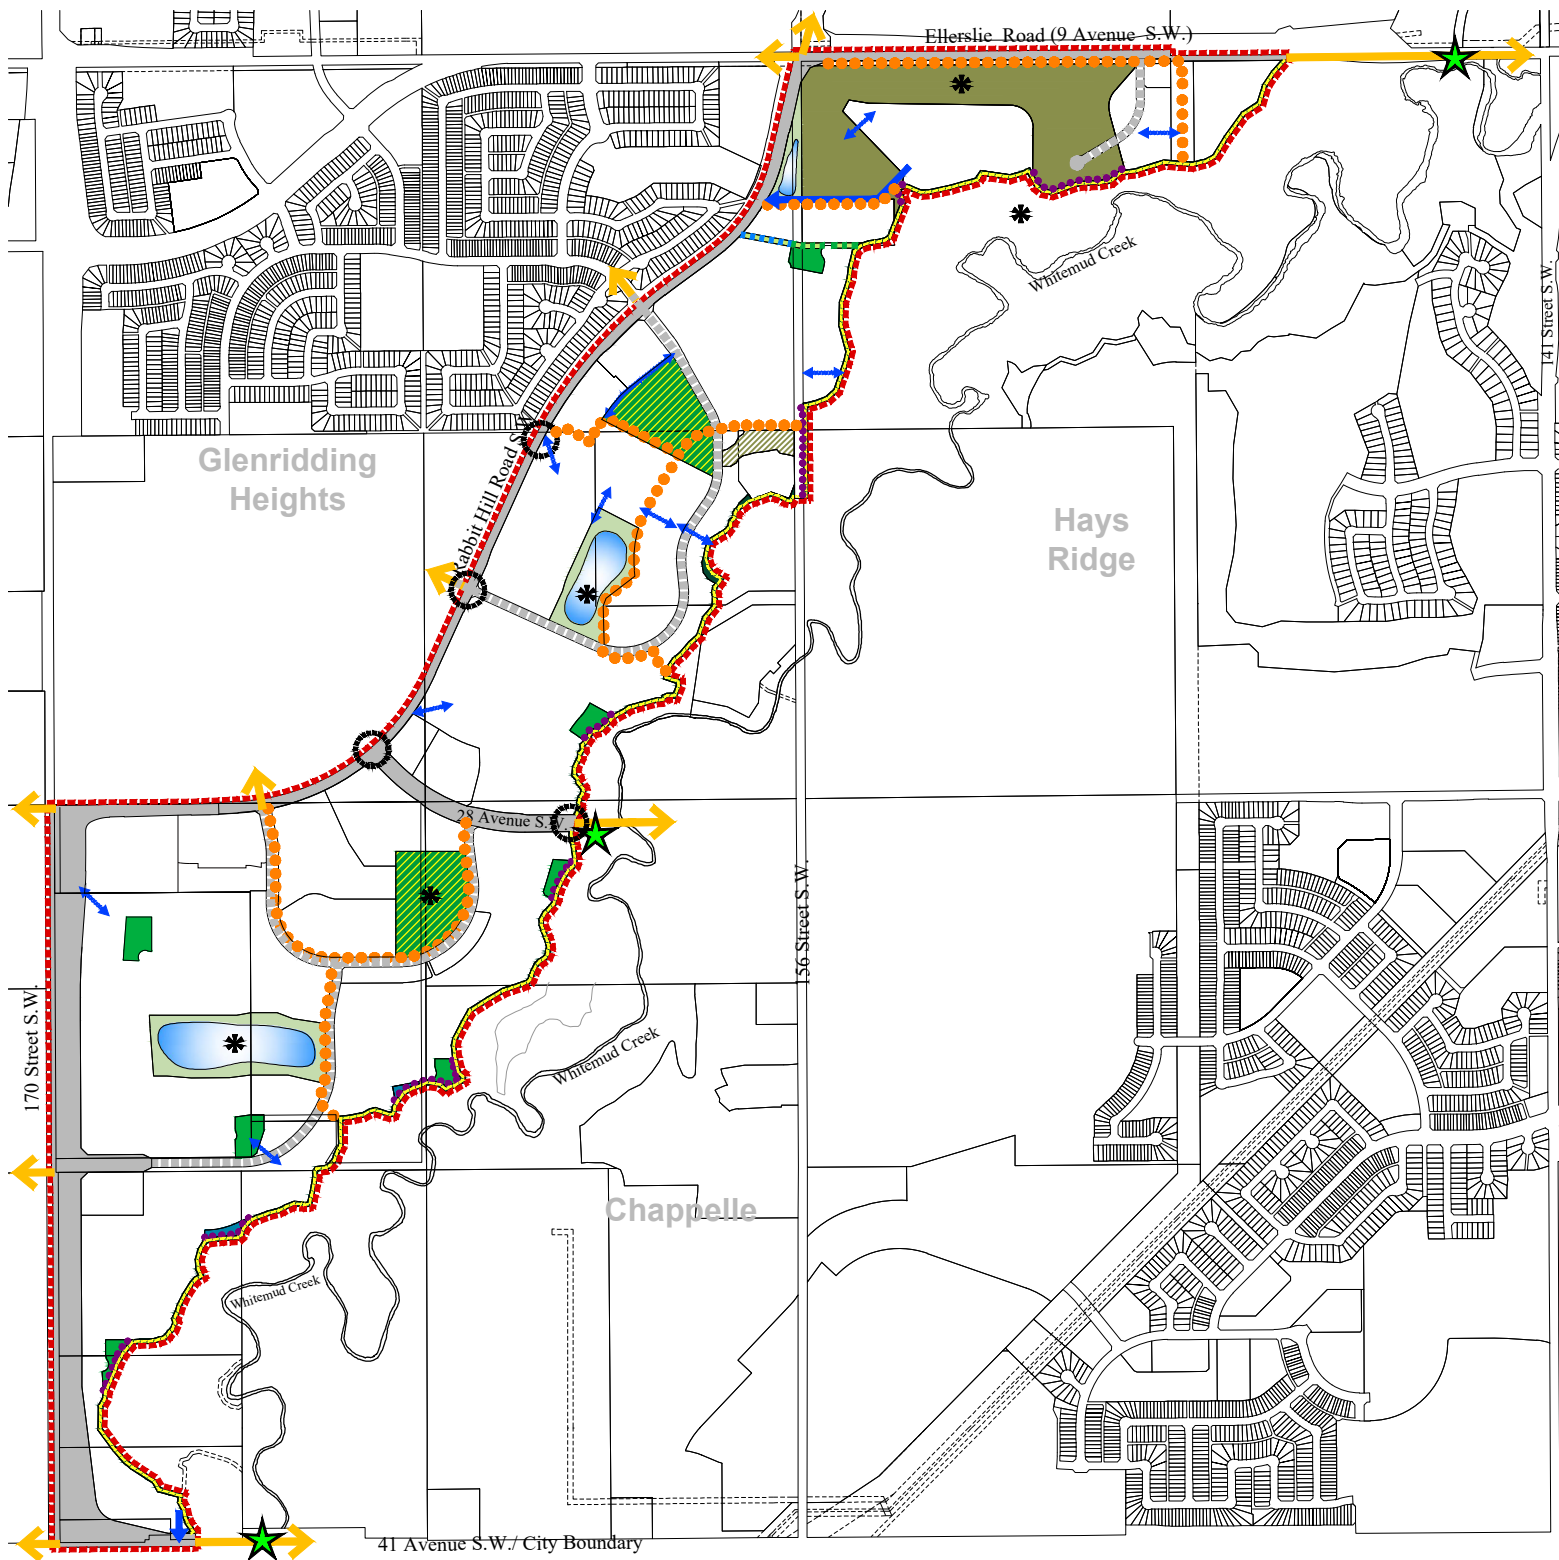 Ellerslie Road (9 Avenue S.W.)
Whitemud Creek
141 Street S.W.
Rabbit Hill Road S.W.
Glenridding
Heights
Hays
Ridge
28 Avenue S.W.
156 Street S.W.
170 Street S.W.
Whitemud Creek
Chappelle
Whitemud Creek
41 Avenue S.W./ City Boundary